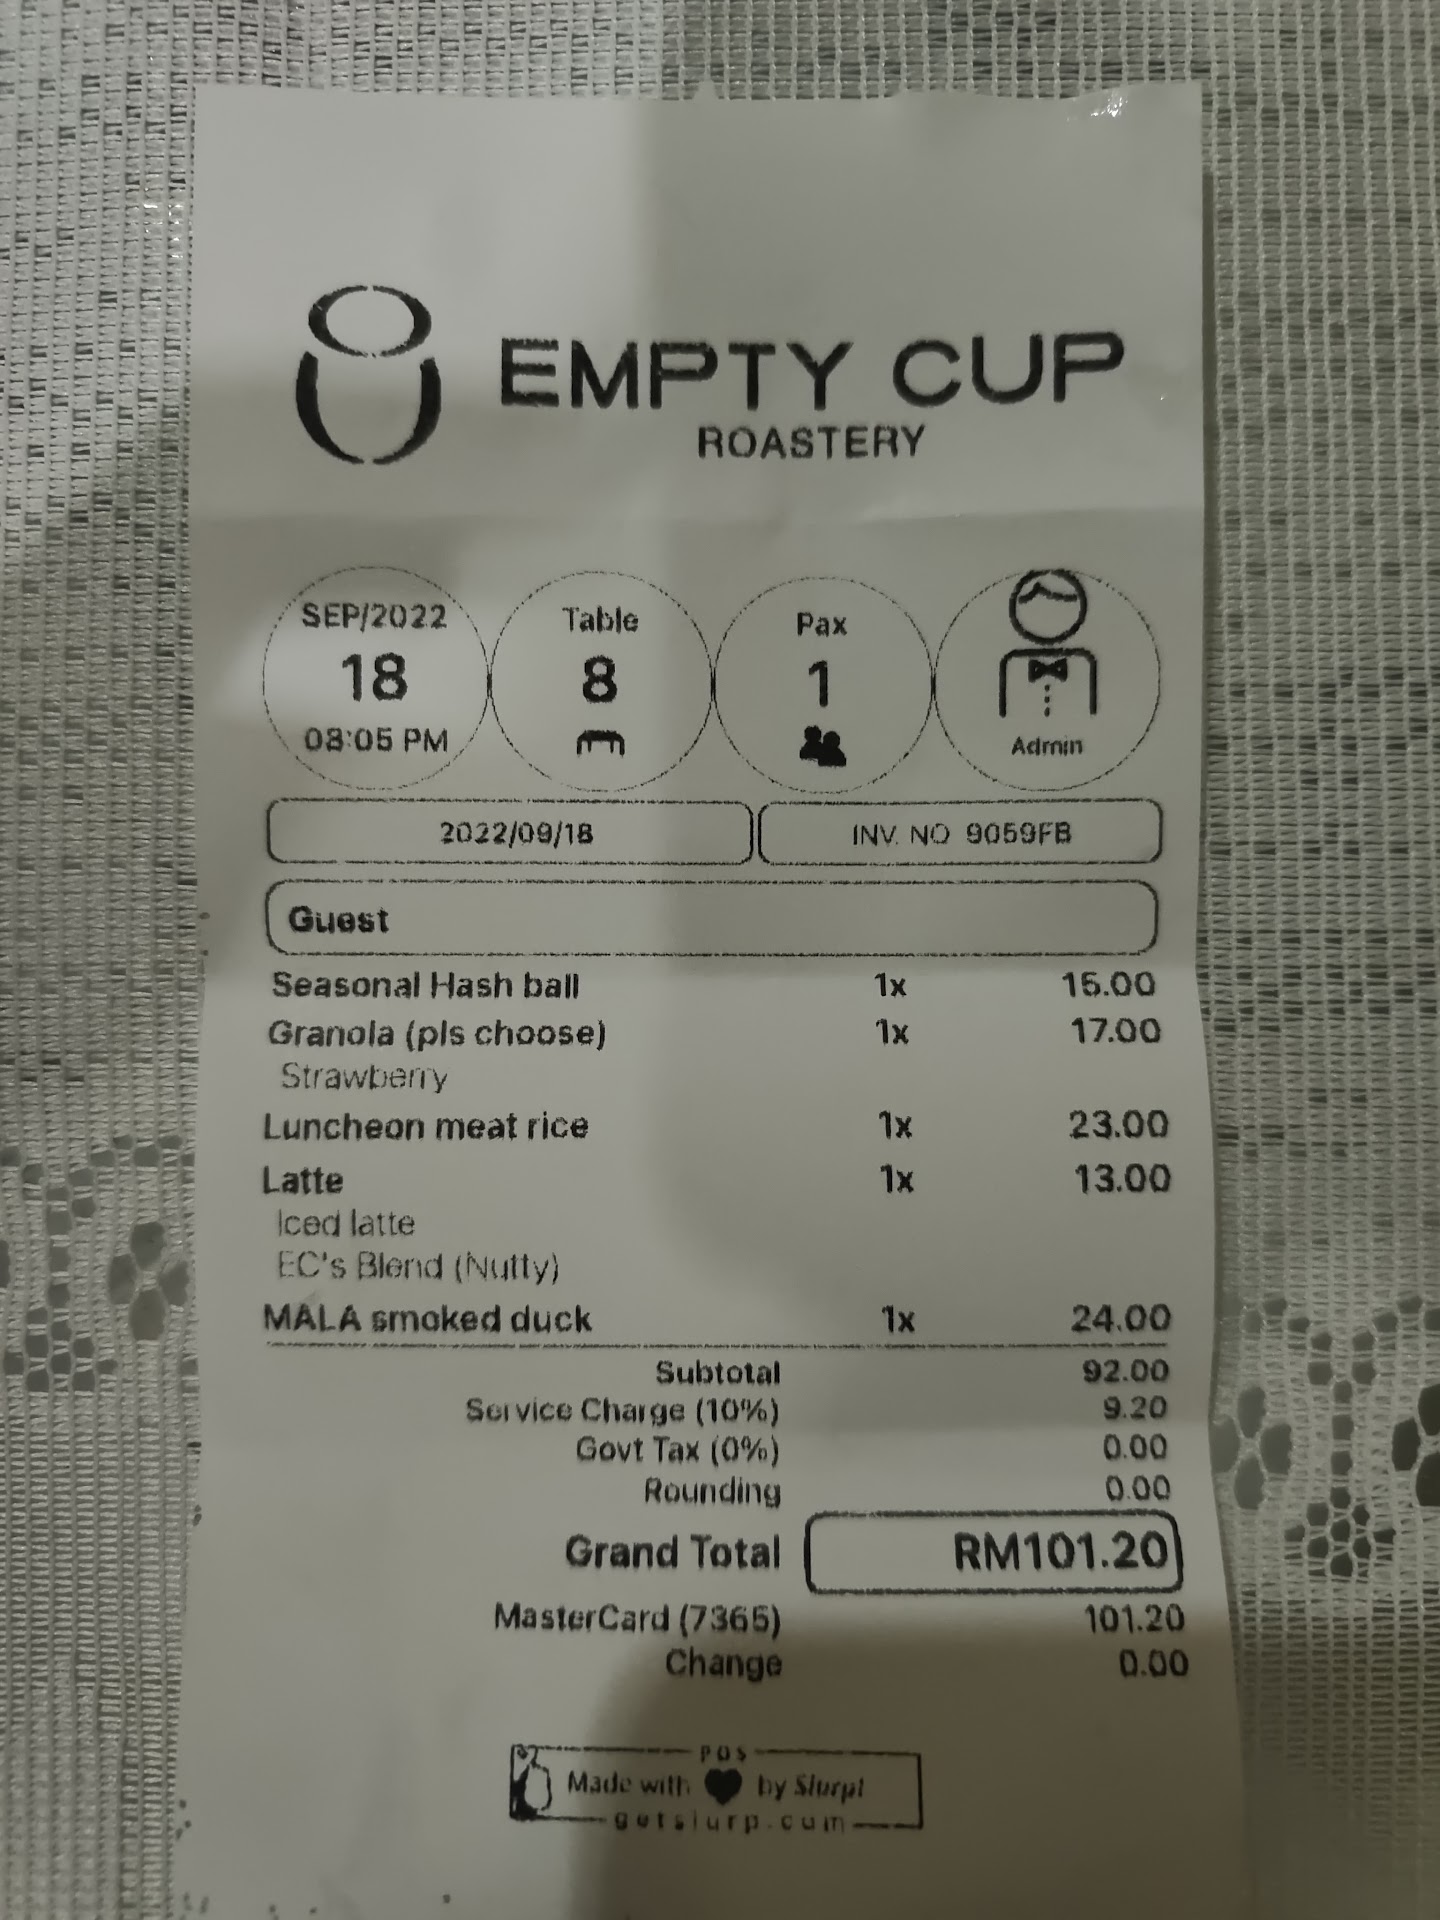 EMPTY CUP
ROASTERY
SEP/2022
18
08:05 PM
Table
8
Pax
1
Admin
2022/09/18
INV. NO 9059FB
Guest
Seasonal Hash ball 1x 15.00
Granola (pls choose) 1x 17.00
Strawberry
Luncheon meat rice 1x 23.00
Latte 1x 13.00
Iced latte
EC's Blend (Nutty)
MALA smoked duck 1x 24.00
Subtotal 92.00
Service Charge (10%) 9.20
Govt Tax (0%) 0.00
Rounding 0.00
Grand Total RM101.20
MasterCard (7365) 101.20
Change 0.00
POS
Made with by Slurp!
getslurp.com